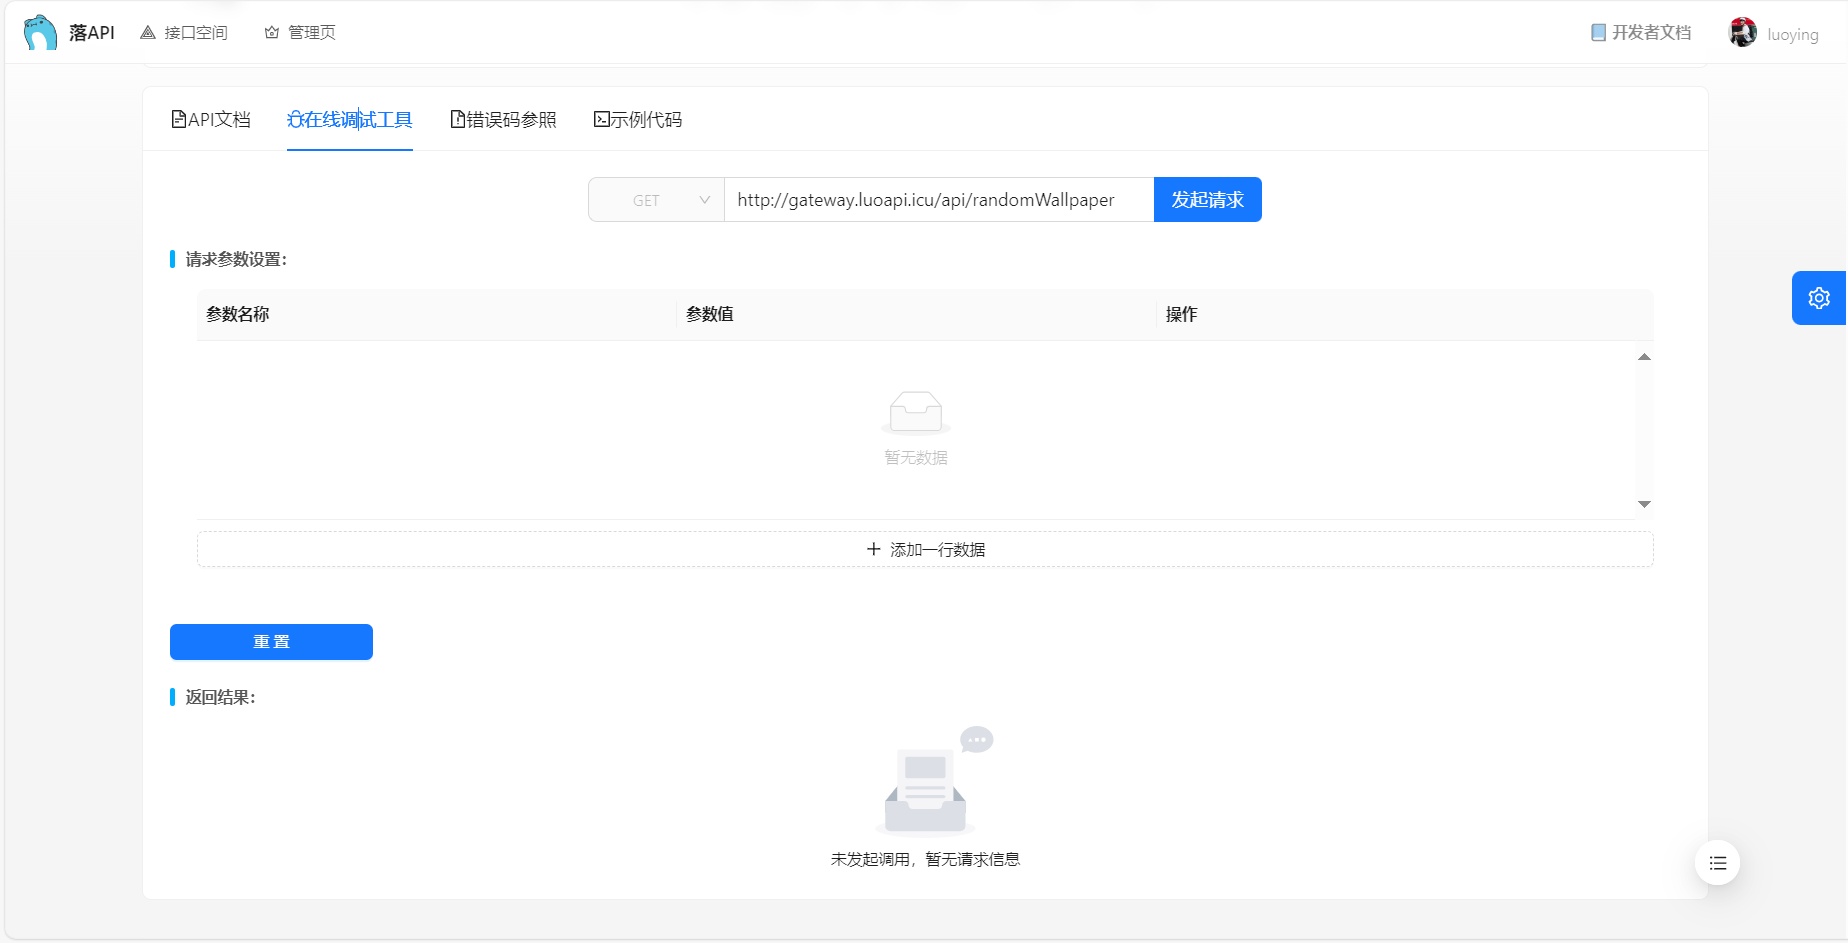 落API 接口空间 管理页 开发者文档 luoying
API文档 在线调试工具 错误码参照 示例代码
GET http://gateway.luoapi.icu/api/randomWallpaper 发起请求
请求参数设置：
参数名称 参数值 操作
暂无数据
+ 添加一行数据
重 置
返回结果：
未发起调用，暂无请求信息